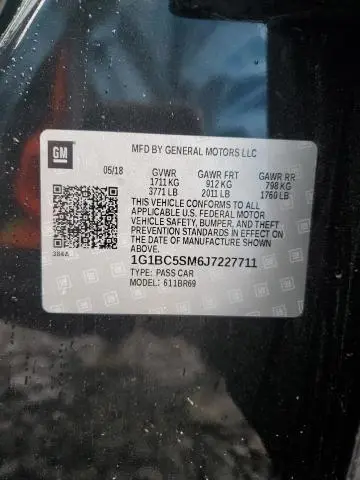 GM
MFD BY GENERAL MOTORS LLC
05/18 GVWR GAWR FRT GAWR RR
1711 KG 912 KG 798 KG
3771 LB 2011 LB 1760 LB
THIS VEHICLE CONFORMS TO ALL
APPLICABLE U.S. FEDERAL MOTOR
VEHICLE SAFETY, BUMPER, AND THEFT
PREVENTION STANDARDS IN EFFECT ON THE
DATE OF MANUFACTURE SHOWN
ABOVE.
384A
1G1BC5SM6J7227711
TYPE: PASS CAR
MODEL: 611BR69